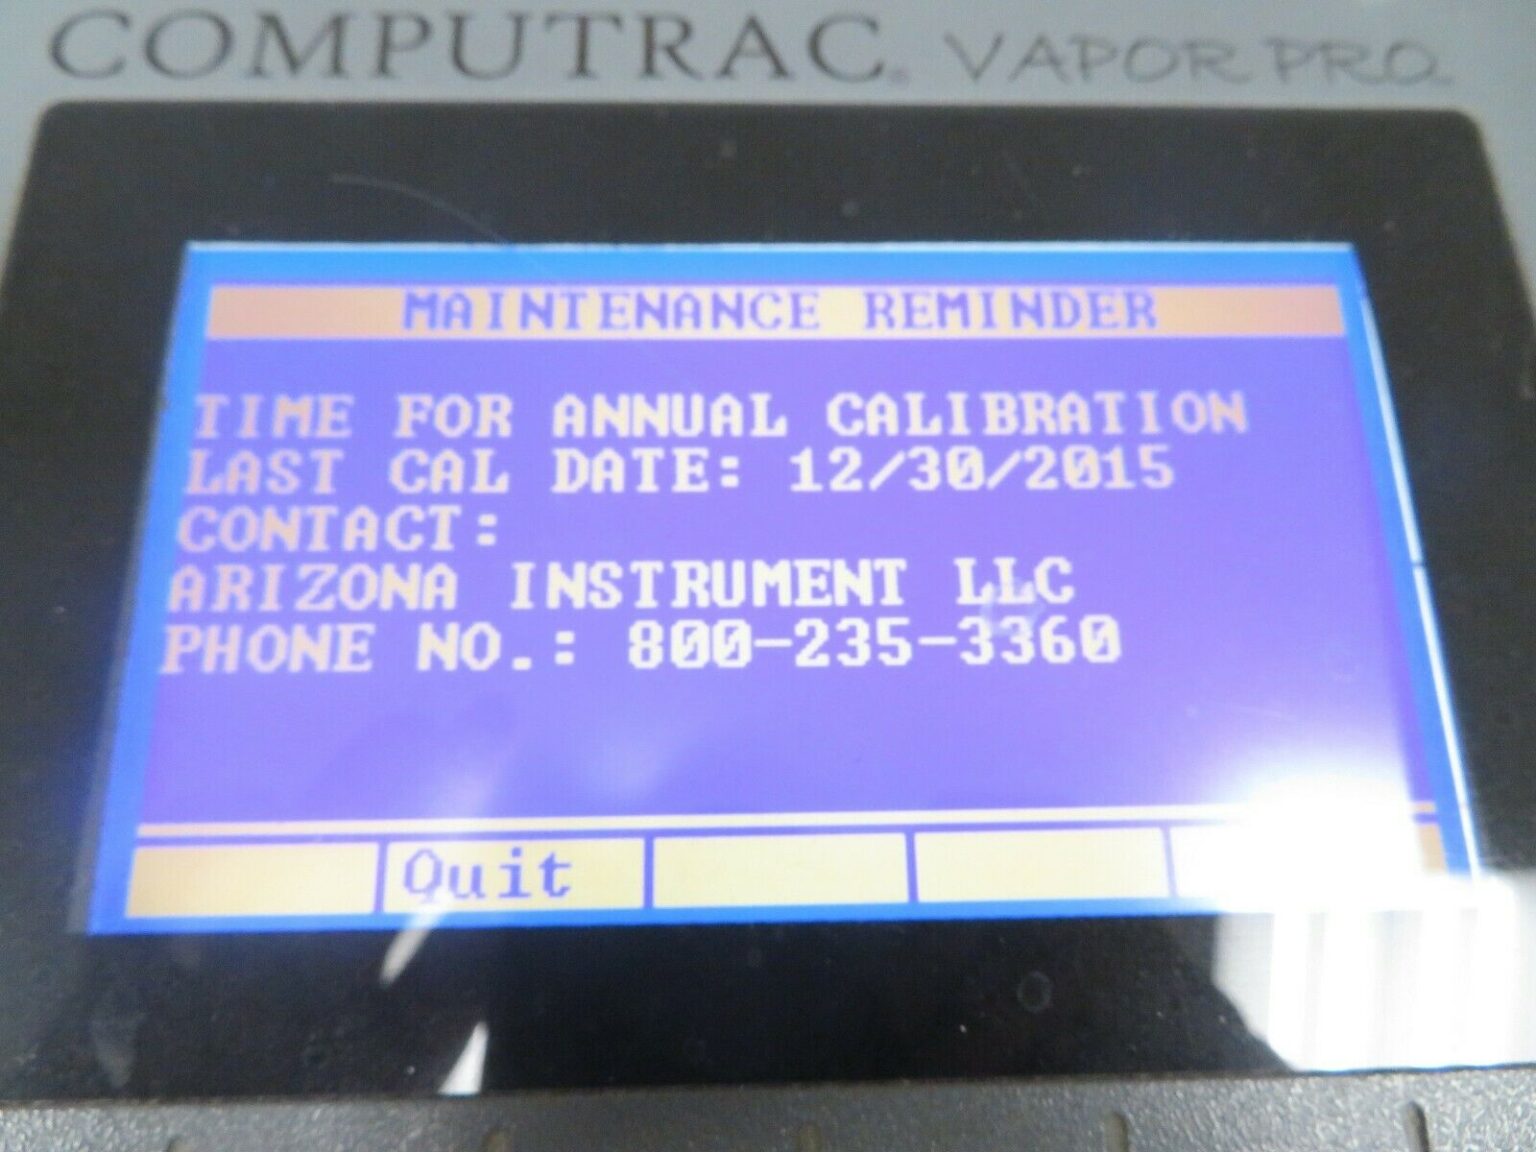 COMPUTRAC® VAPOR PRO
MAINTENANCE REMINDER
TIME FOR ANNUAL CALIBRATION
LAST CAL DATE: 12/30/2015
CONTACT:
ARIZONA INSTRUMENT LLC
PHONE NO.: 800-235-3360
Quit